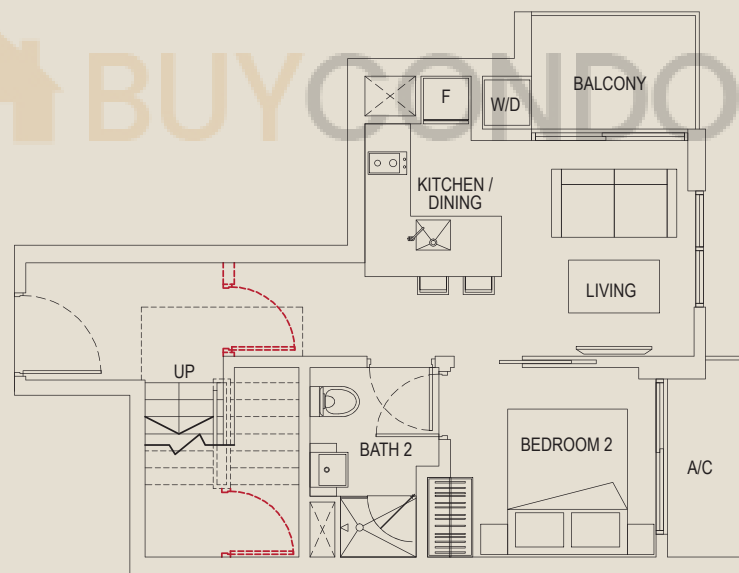 BUYCONDO
BALCONY
F
W/D
KITCHEN /
DINING
LIVING
UP
BATH 2
BEDROOM 2
A/C